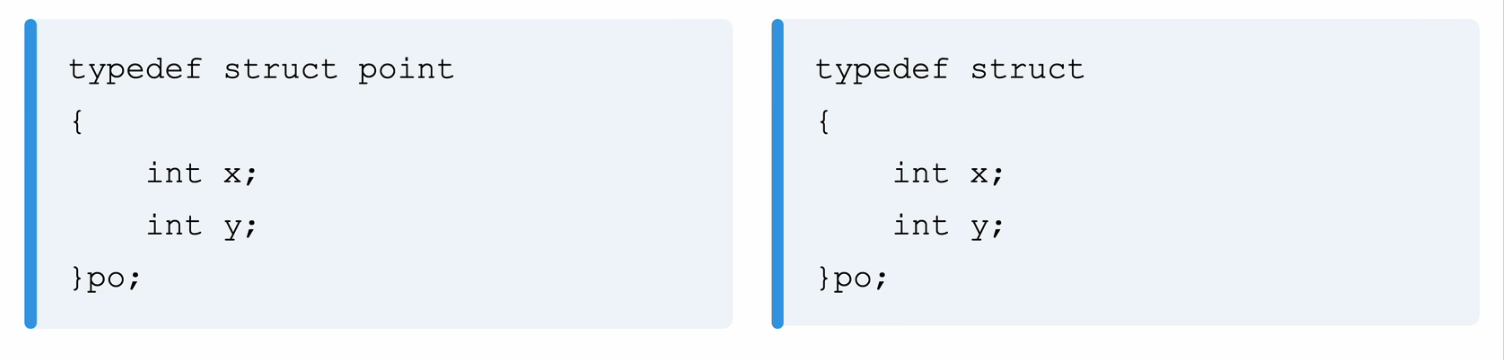 typedef struct point
{
    int x;
    int y;
}po;
typedef struct
{
    int x;
    int y;
}po;